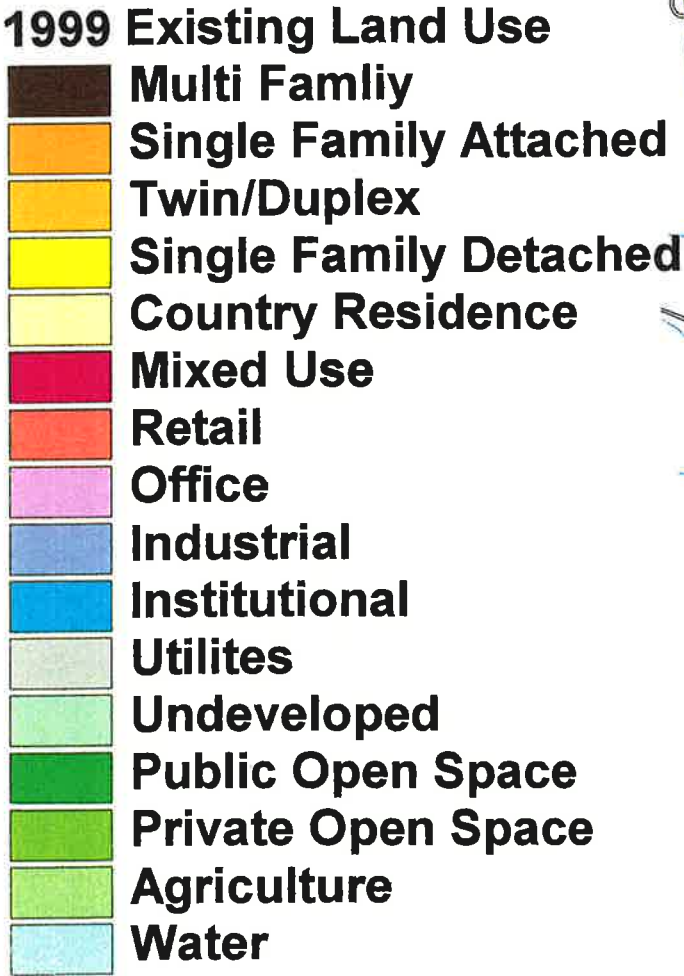 1999 Existing Land Use
Multi Famliy
Single Family Attached
Twin/Duplex
Single Family Detached
Country Residence
Mixed Use
Retail
Office
Industrial
Institutional
Utilites
Undeveloped
Public Open Space
Private Open Space
Agriculture
Water